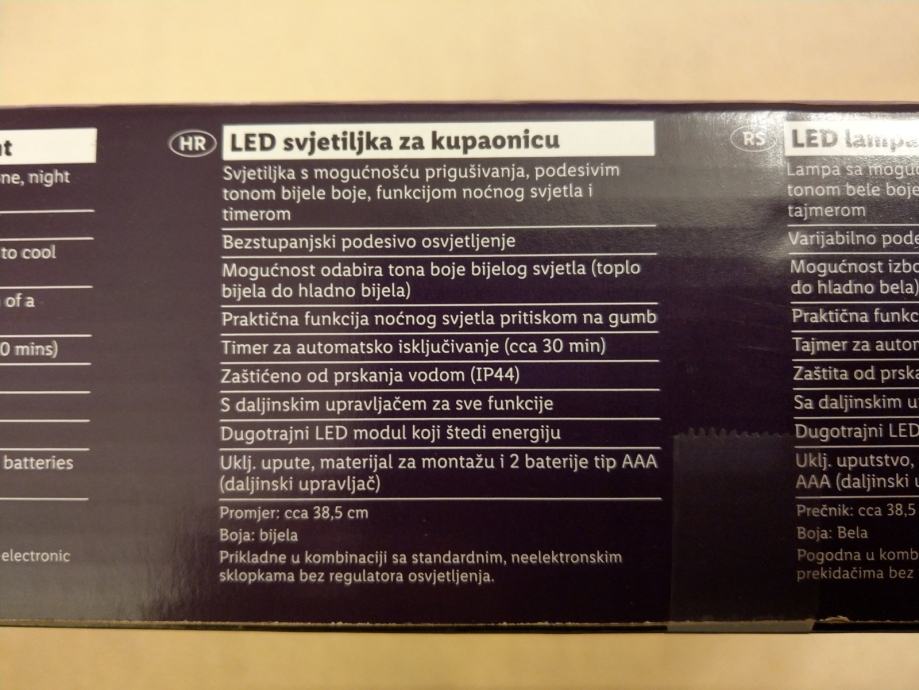 ne, night
to cool
of a
0 mins)
batteries
electronic
HR
LED svjetiljka za kupaonicu
Svjetiljka s mogućnošću prigušivanja, podesivim
tonom bijele boje, funkcijom noćnog svjetla i
timerom
Bezstupanjski podesivo osvjetljenje
Mogućnost odabira tona boje bijelog svjetla (toplo
bijela do hladno bijela)
Praktična funkcija noćnog svjetla pritiskom na gumb
Timer za automatsko isključivanje (cca 30 min)
Zaštićeno od prskanja vodom (IP44)
S daljinskim upravljačem za sve funkcije
Dugotrajni LED modul koji štedi energiju
Uklj. upute, materijal za montažu i 2 baterije tip AAA
(daljinski upravljač)
Promjer: cca 38,5 cm
Boja: bijela
Prikladne u kombinaciji sa standardnim, neelektronskim
sklopkama bez regulatora osvjetljenja.
RS
LED lampa
Lampa sa moguć
tonom bele boje
tajmerom
Varijabilno pode
Mogućnost izbo
do hladno bela)
Praktična funkc
Tajmer za autom
Zaštita od prska
Sa daljinskim u
Dugotrajni LED
Uklj. uputstvo,
AAA (daljinski u
Prečnik: cca 38,5
Boja: Bela
Pogodna u komb
prekidačima bez